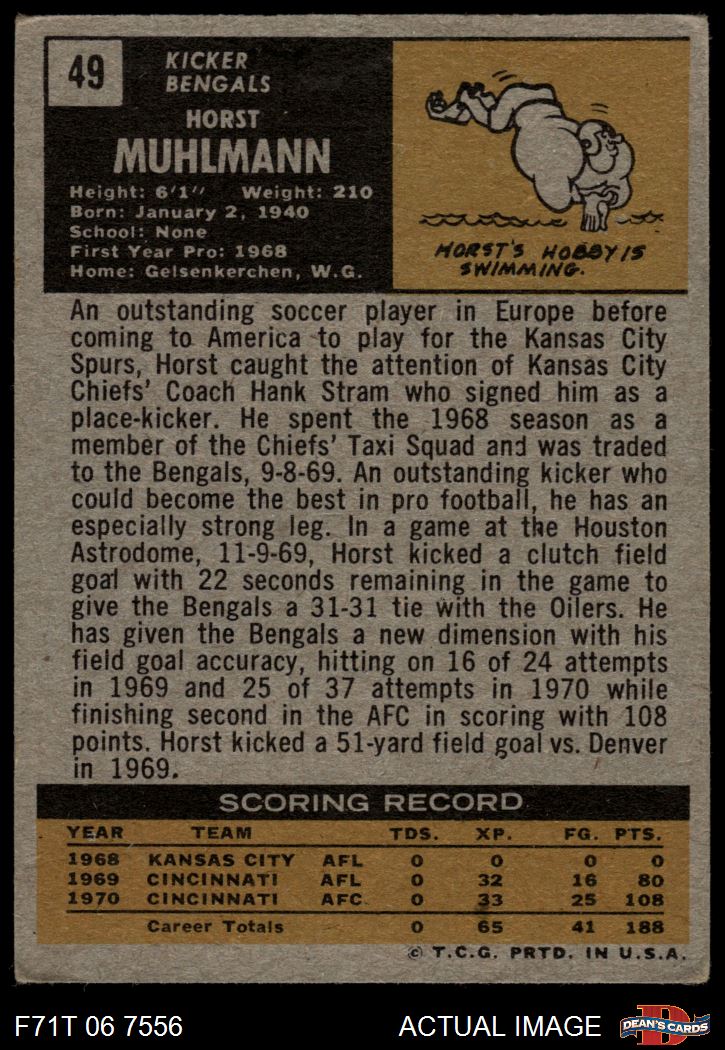 49
KICKER
BENGALS
HORST
MUHLMANN
Height: 6'1" Weight: 210
Born: January 2, 1940
School: None
First Year Pro: 1968
Home: Gelsenkerchen, W.G.
HORST'S HOBBY IS
SWIMMING.
An outstanding soccer player in Europe before
coming to America to play for the Kansas City
Spurs, Horst caught the attention of Kansas City
Chiefs' Coach Hank Stram who signed him as a
place-kicker. He spent the 1968 season as a
member of the Chiefs' Taxi Squad and was traded
to the Bengals, 9-8-69. An outstanding kicker who
could become the best in pro football, he has an
especially strong leg. In a game at the Houston
Astrodome, 11-9-69, Horst kicked a clutch field
goal with 22 seconds remaining in the game to
give the Bengals a 31-31 tie with the Oilers. He
has given the Bengals a new dimension with his
field goal accuracy, hitting on 16 of 24 attempts
in 1969 and 25 of 37 attempts in 1970 while
finishing second in the AFC in scoring with 108
points. Horst kicked a 51-yard field goal vs. Denver
in 1969.
SCORING RECORD
YEAR TEAM TDS. XP. FG. PTS.
1968 KANSAS CITY AFL 0 0 0 0
1969 CINCINNATI AFL 0 32 16 80
1970 CINCINNATI AFC 0 33 25 108
Career Totals 0 65 41 188
© T.C.G. PRTD. IN U.S.A.
F71T 06 7556 ACTUAL IMAGE D DEAN'S CARDS